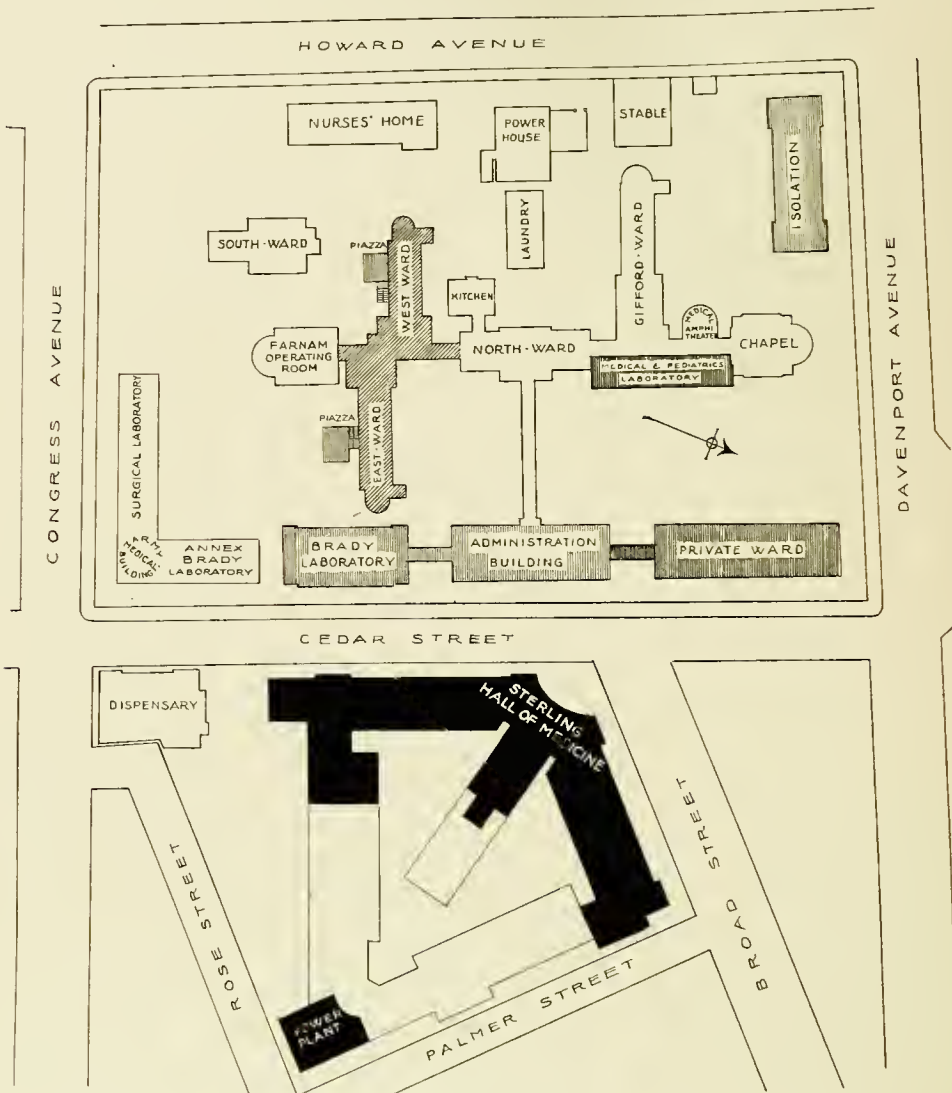 HOWARD AVENUE
NURSES' HOME
POWER
HOUSE
STABLE
ISOLATION
LAUNDRY
SOUTH·WARD
PIAZZA
WEST WARD
KITCHEN
GIFFORD·WARD
MEDICAL
AMPHI
THEATER
CHAPEL
FARNAM
OPERATING
ROOM
NORTH·WARD
MEDICAL & PEDIATRICS
LABORATORY
CONGRESS AVENUE
DAVENPORT AVENUE
SURGICAL LABORATORY
PIAZZA
EAST·WARD
ARMY
MEDICAL
BUILDING
ANNEX
BRADY
LABORATORY
BRADY
LABORATORY
ADMINISTRATION
BUILDING
PRIVATE WARD
CEDAR STREET
DISPENSARY
STERLING
HALL OF MEDICINE
ROSE STREET
BROAD STREET
POWER
PLANT
PALMER STREET